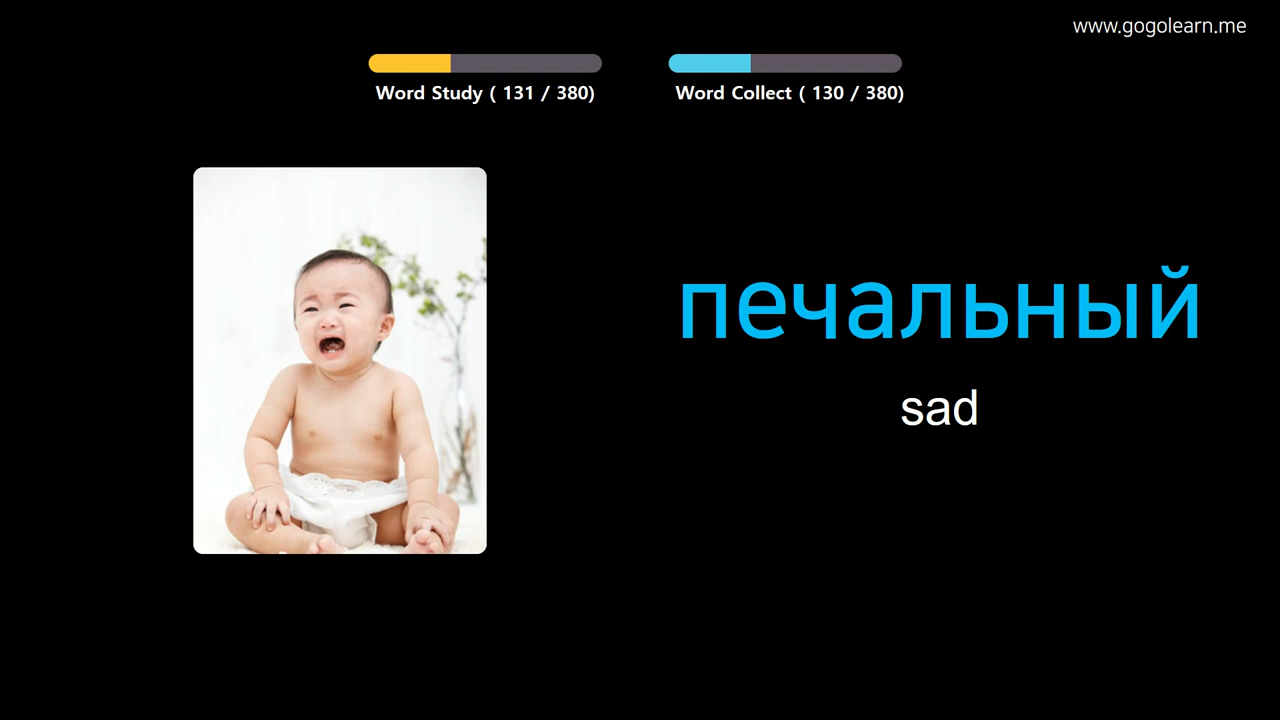 www.gogolearn.me
Word Study ( 131 / 380)
Word Collect ( 130 / 380)
печальный
sad